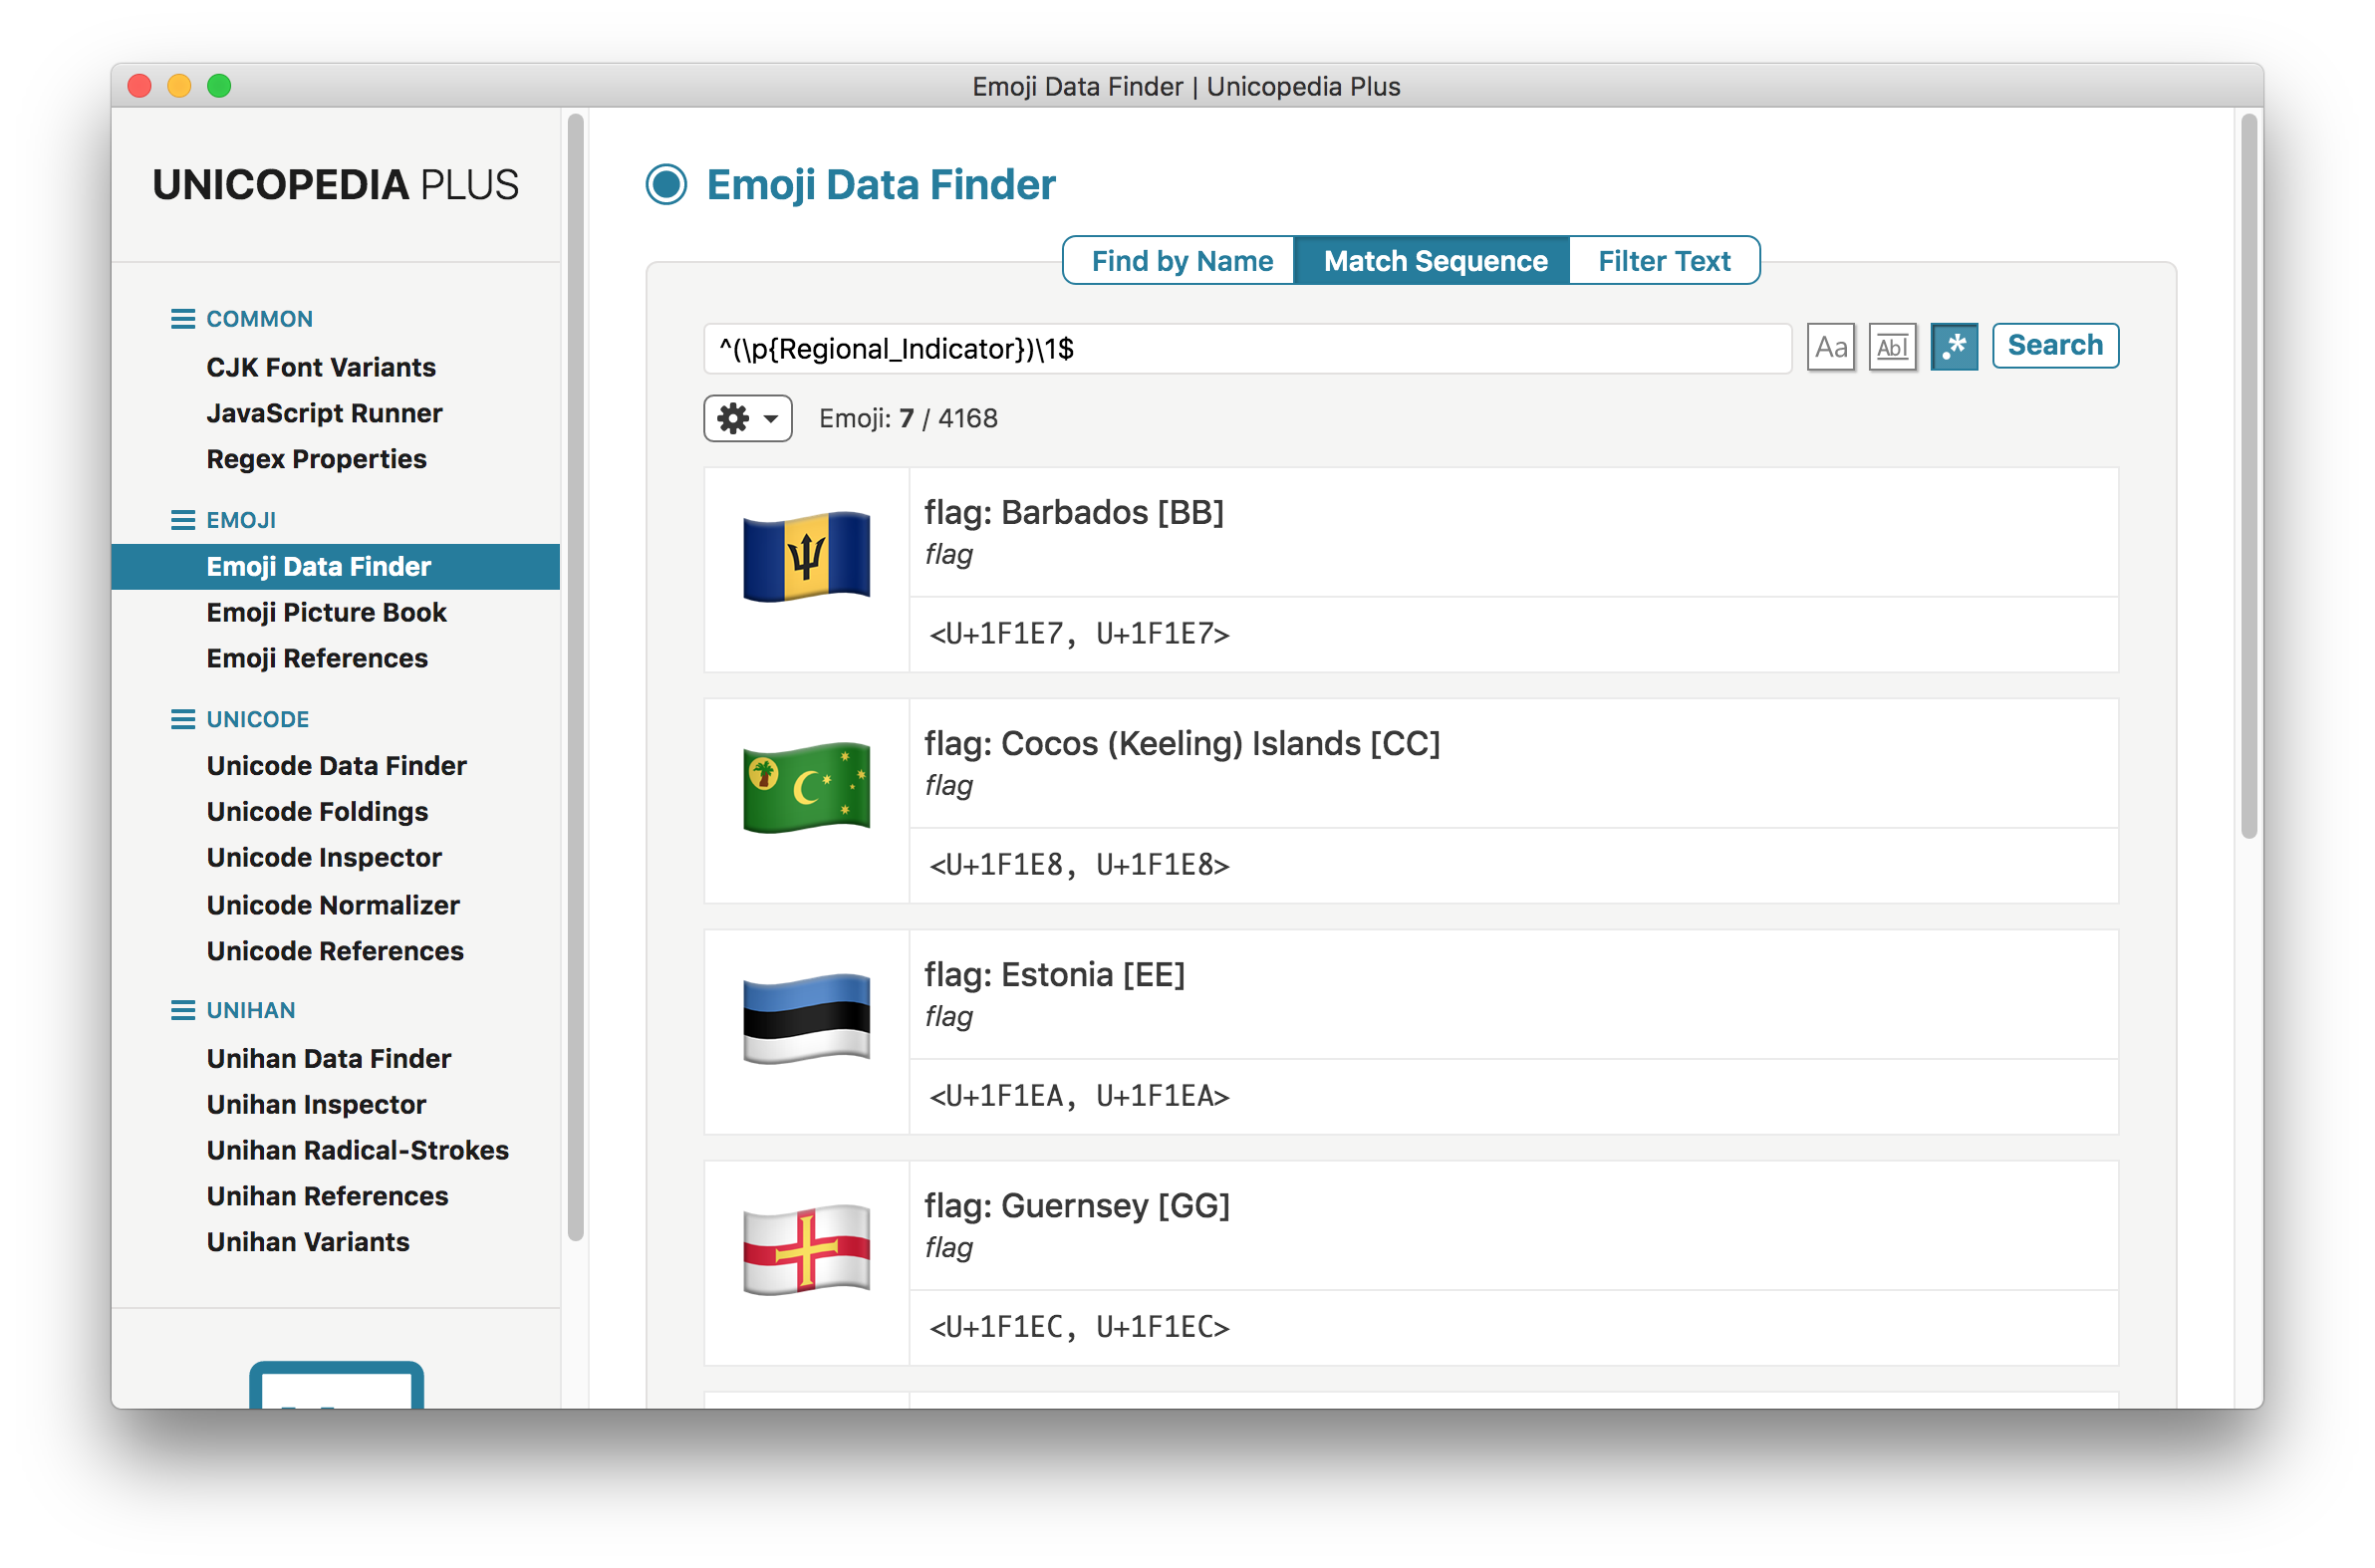 Emoji Data Finder | Unicopedia Plus
UNICOPEDIA PLUS
COMMON
CJK Font Variants
JavaScript Runner
Regex Properties
EMOJI
Emoji Data Finder
Emoji Picture Book
Emoji References
UNICODE
Unicode Data Finder
Unicode Foldings
Unicode Inspector
Unicode Normalizer
Unicode References
UNIHAN
Unihan Data Finder
Unihan Inspector
Unihan Radical-Strokes
Unihan References
Unihan Variants
Emoji Data Finder
Find by Name Match Sequence Filter Text
^(\p{Regional_Indicator})\1$ Aa Ab| .* Search
Emoji: 7 / 4168
flag: Barbados [BB]
flag
<U+1F1E7, U+1F1E7>
flag: Cocos (Keeling) Islands [CC]
flag
<U+1F1E8, U+1F1E8>
flag: Estonia [EE]
flag
<U+1F1EA, U+1F1EA>
flag: Guernsey [GG]
flag
<U+1F1EC, U+1F1EC>